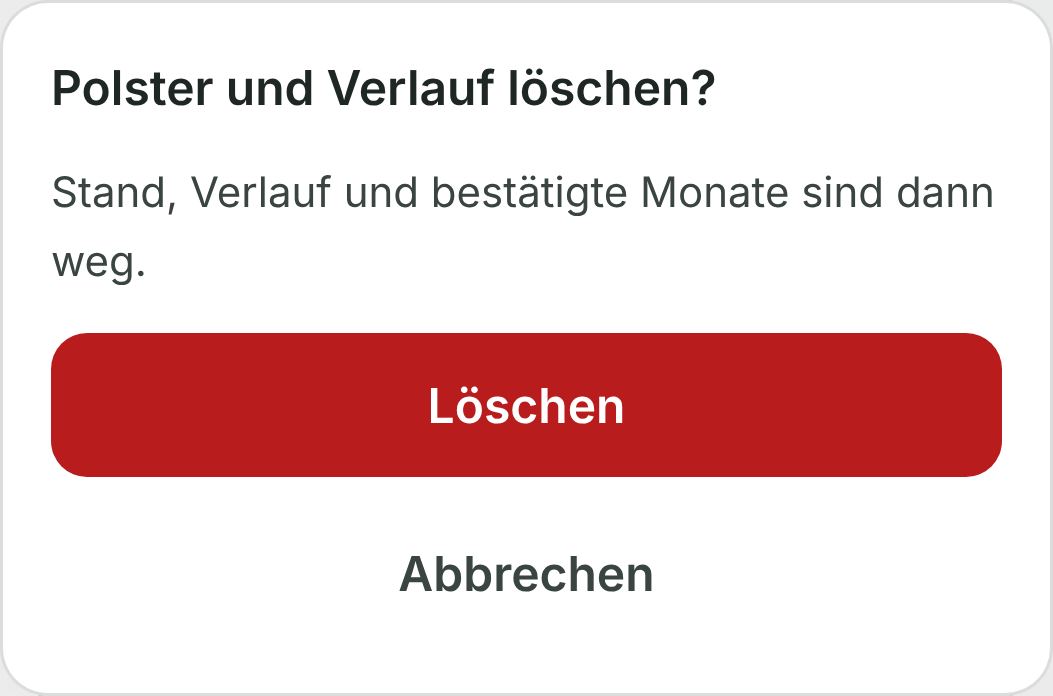 Polster und Verlauf löschen?
Stand, Verlauf und bestätigte Monate sind dann
weg.
Löschen
Abbrechen